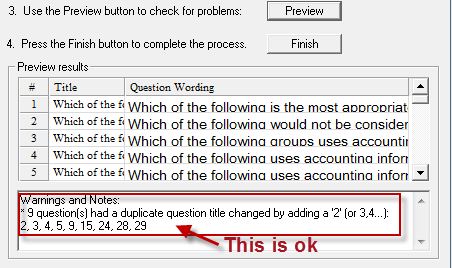 3. Use the Preview button to check for problems: Preview
4. Press the Finish button to complete the process. Finish
Preview results
# Title Question Wording
1 Which of the fo Which of the following is the most appropriat
2 Which of the fo Which of the following would not be consider
3 Which of the fo Which of the following groups uses accountin
4 Which of the fo Which of the following uses accounting inforr
5 Which of the fo Which of the following uses accounting inforr
Warnings and Notes:
* 9 question(s) had a duplicate question title changed by adding a '2' (or 3,4...):
2, 3, 4, 5, 9, 15, 24, 28, 29
This is ok